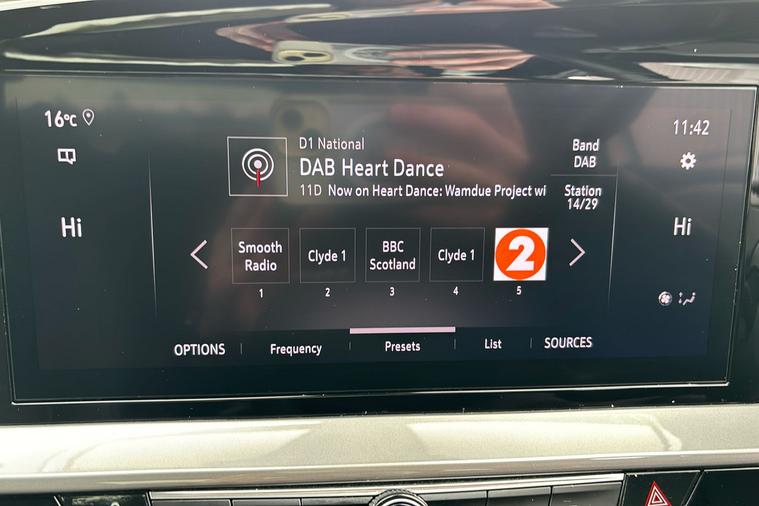 16°C
11:42
D1 National
DAB Heart Dance
11D Now on Heart Dance: Wamdue Project wi
Band
DAB
Station
14/29
Hi
Hi
Smooth
Radio
Clyde 1
BBC
Scotland
Clyde 1
2
1
2
3
4
5
OPTIONS
Frequency
Presets
List
SOURCES